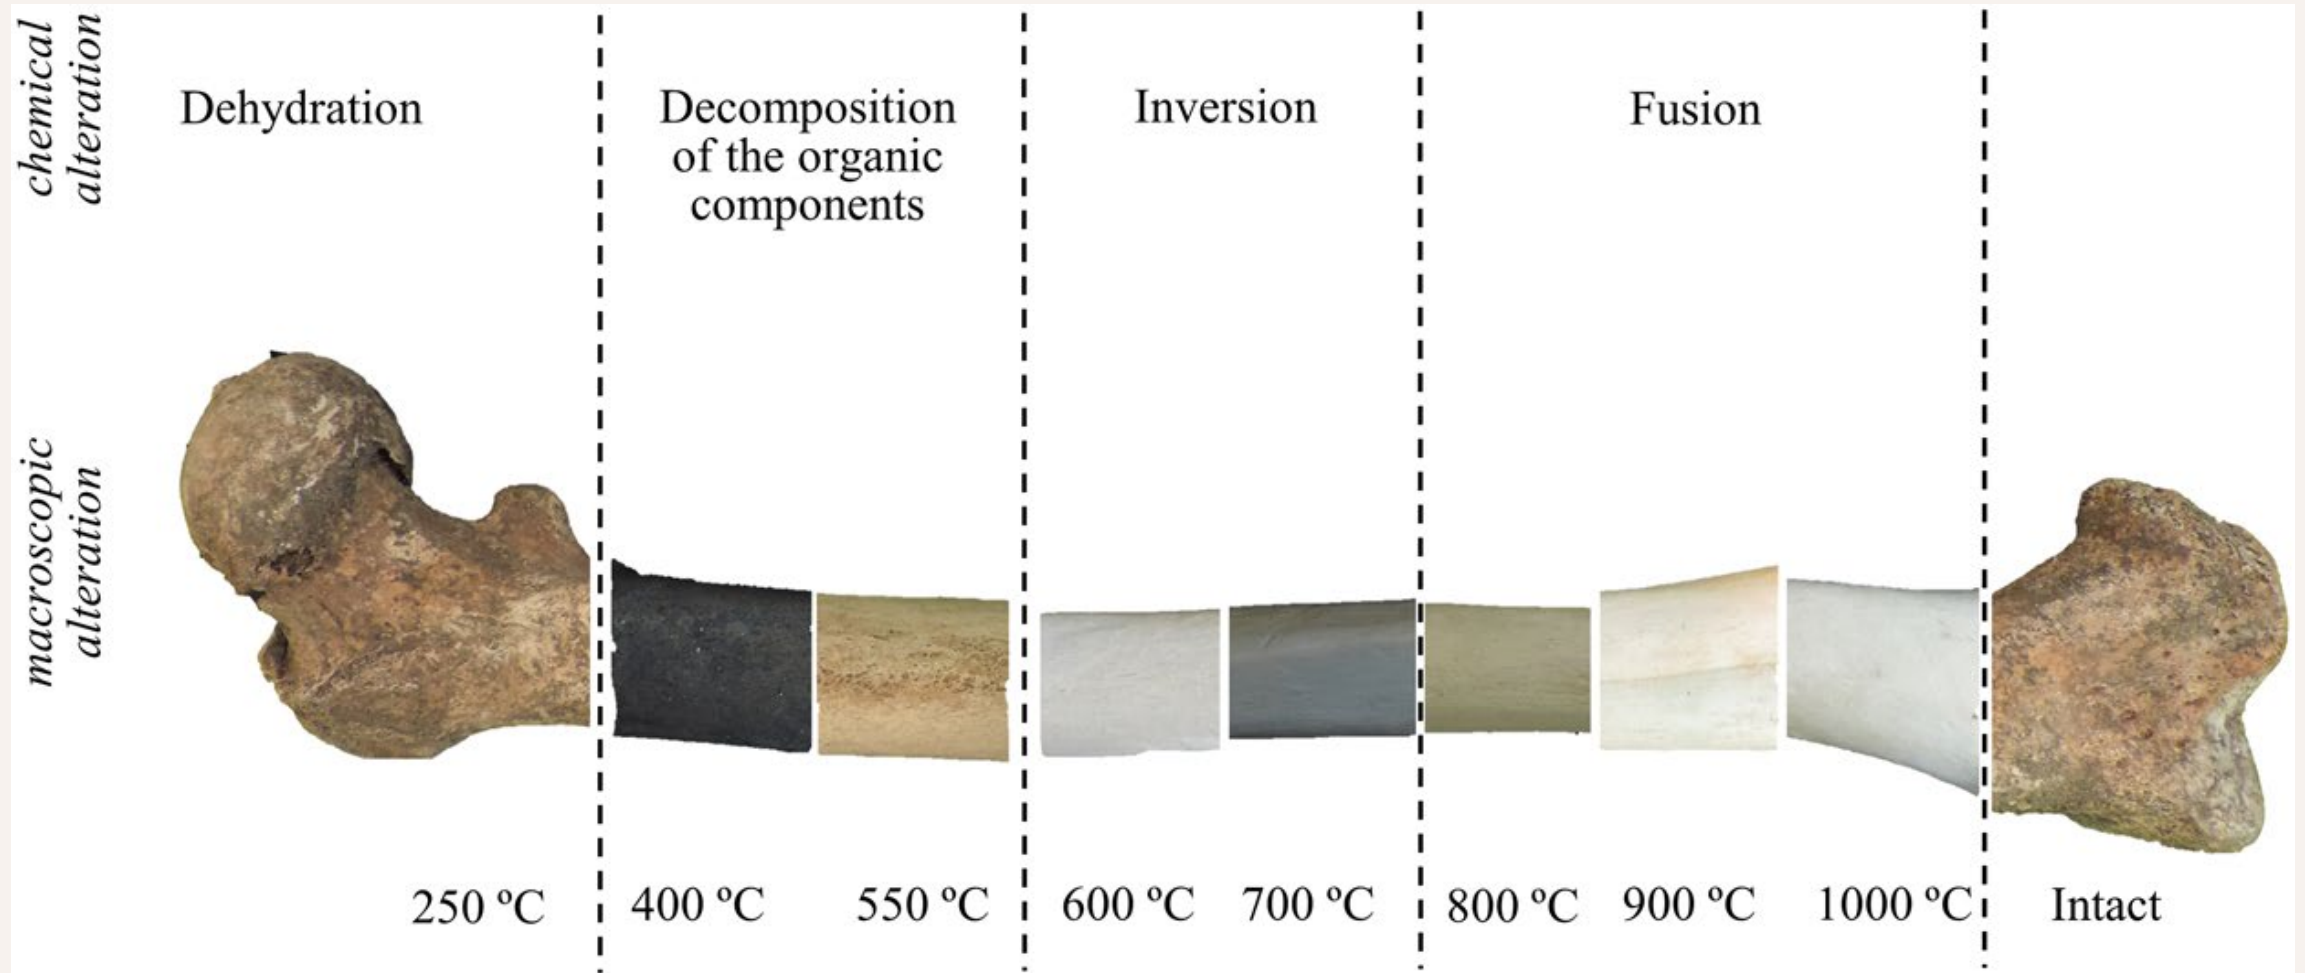 chemical
alteration
Dehydration
Decomposition
of the organic
components
Inversion
Fusion
macroscopic
alteration
250 ºC
400 ºC
550 ºC
600 ºC
700 ºC
800 ºC
900 ºC
1000 ºC
Intact